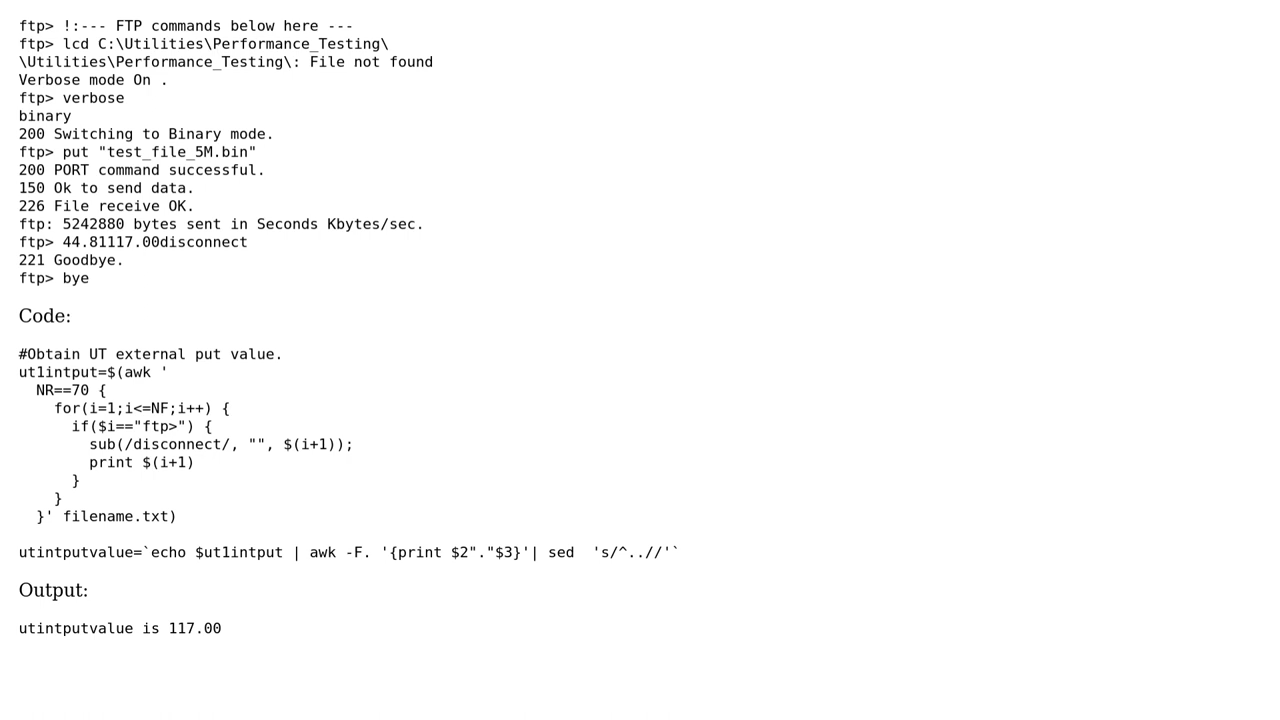 ftp> !:--- FTP commands below here ---
ftp> lcd C:\Utilities\Performance_Testing\
\Utilities\Performance_Testing\: File not found
Verbose mode On .
ftp> verbose
binary
200 Switching to Binary mode.
ftp> put "test_file_5M.bin"
200 PORT command successful.
150 Ok to send data.
226 File receive OK.
ftp: 5242880 bytes sent in Seconds Kbytes/sec.
ftp> 44.81117.00disconnect
221 Goodbye.
ftp> bye
Code:
#Obtain UT external put value.
ut1intput=$(awk '
  NR==70 {
    for(i=1;i<=NF;i++) {
      if($i=="ftp>") {
        sub(/disconnect/, "", $(i+1));
        print $(i+1)
      }
    }
  }' filename.txt)
utintputvalue=`echo $ut1intput | awk -F. '{print $2"."$3}'| sed  's/^..//'`
Output:
utintputvalue is 117.00